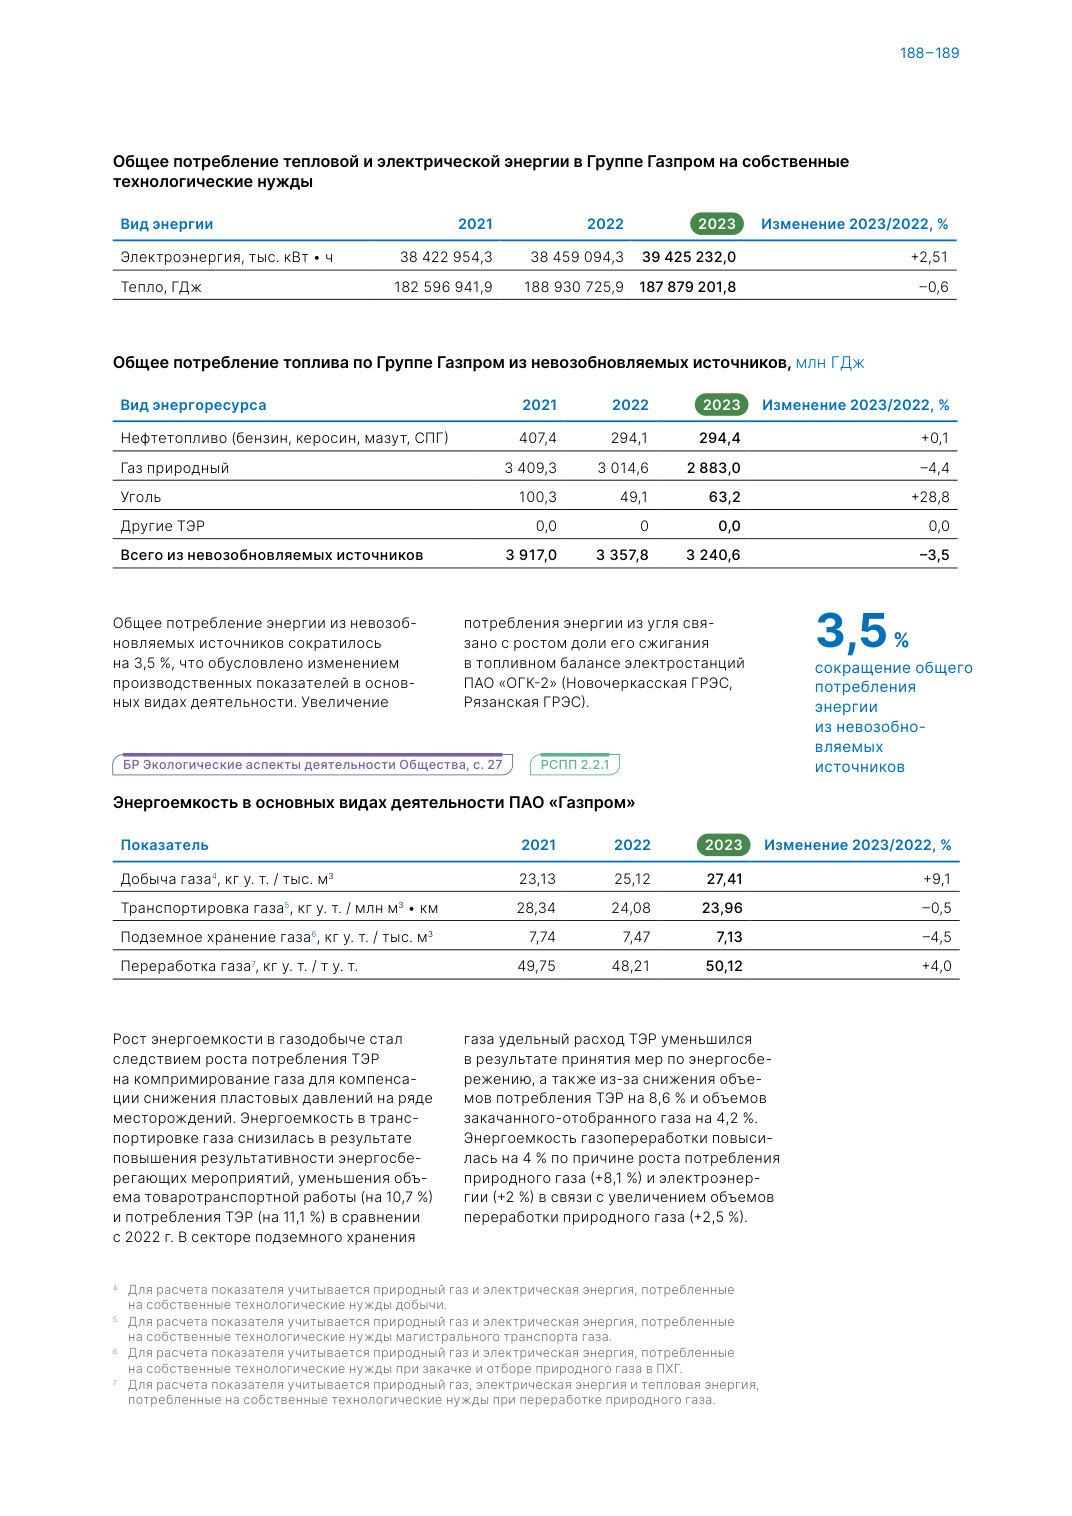 188–189
Общее потребление тепловой и электрической энергии в Группе Газпром на собственные
технологические нужды
Вид энергии 2021 2022 2023 Изменение 2023/2022, %
Электроэнергия, тыс. кВт • ч 38 422 954,3 38 459 094,3 39 425 232,0 +2,51
Тепло, ГДж 182 596 941,9 188 930 725,9 187 879 201,8 –0,6
Общее потребление топлива по Группе Газпром из невозобновляемых источников, млн ГДж
Вид энергоресурса 2021 2022 2023 Изменение 2023/2022, %
Нефтетопливо (бензин, керосин, мазут, СПГ) 407,4 294,1 294,4 +0,1
Газ природный 3 409,3 3 014,6 2 883,0 –4,4
Уголь 100,3 49,1 63,2 +28,8
Другие ТЭР 0,0 0 0,0 0,0
Всего из невозобновляемых источников 3 917,0 3 357,8 3 240,6 –3,5
Общее потребление энергии из невозоб-
новляемых источников сократилось
на 3,5 %, что обусловлено изменением
производственных показателей в основ-
ных видах деятельности. Увеличение
потребления энергии из угля свя-
зано с ростом доли его сжигания
в топливном балансе электростанций
ПАО «ОГК-2» (Новочеркасская ГРЭС,
Рязанская ГРЭС).
3,5 %
сокращение общего
потребления
энергии
из невозобно-
вляемых
источников
БР Экологические аспекты деятельности Общества, с. 27 РСПП 2.2.1
Энергоемкость в основных видах деятельности ПАО «Газпром»
Показатель 2021 2022 2023 Изменение 2023/2022, %
Добыча газа⁴, кг у. т. / тыс. м³ 23,13 25,12 27,41 +9,1
Транспортировка газа⁵, кг у. т. / млн м³ • км 28,34 24,08 23,96 –0,5
Подземное хранение газа⁶, кг у. т. / тыс. м³ 7,74 7,47 7,13 –4,5
Переработка газа⁷, кг у. т. / т у. т. 49,75 48,21 50,12 +4,0
Рост энергоемкости в газодобыче стал
следствием роста потребления ТЭР
на компримирование газа для компенса-
ции снижения пластовых давлений на ряде
месторождений. Энергоемкость в транс-
портировке газа снизилась в результате
повышения результативности энергосбе-
регающих мероприятий, уменьшения объ-
ема товаротранспортной работы (на 10,7 %)
и потребления ТЭР (на 11,1 %) в сравнении
с 2022 г. В секторе подземного хранения
газа удельный расход ТЭР уменьшился
в результате принятия мер по энергосбе-
режению, а также из-за снижения объе-
мов потребления ТЭР на 8,6 % и объемов
закачанного-отобранного газа на 4,2 %.
Энергоемкость газопереработки повыси-
лась на 4 % по причине роста потребления
природного газа (+8,1 %) и электроэнер-
гии (+2 %) в связи с увеличением объемов
переработки природного газа (+2,5 %).
⁴ Для расчета показателя учитывается природный газ и электрическая энергия, потребленные
на собственные технологические нужды добычи.
⁵ Для расчета показателя учитывается природный газ и электрическая энергия, потребленные
на собственные технологические нужды магистрального транспорта газа.
⁶ Для расчета показателя учитывается природный газ и электрическая энергия, потребленные
на собственные технологические нужды при закачке и отборе природного газа в ПХГ.
⁷ Для расчета показателя учитывается природный газ, электрическая энергия и тепловая энергия,
потребленные на собственные технологические нужды при переработке природного газа.